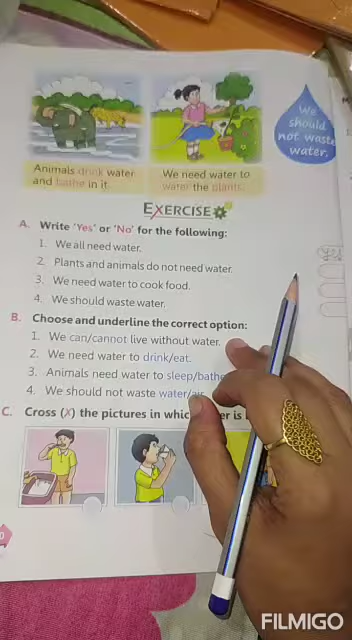 We
should
not waste
water.
Animals drink water
and bathe in it.
We need water to
water the plants.
EXERCISE
A. Write 'Yes' or 'No' for the following:
1. We all need water.
Yes
2. Plants and animals do not need water.
3. We need water to cook food.
4. We should waste water.
B. Choose and underline the correct option:
1. We can/cannot live without water.
2. We need water to drink/eat.
3. Animals need water to sleep/bathe
4. We should not waste water/air.
C. Cross (X) the pictures in which
is
FILMIGO